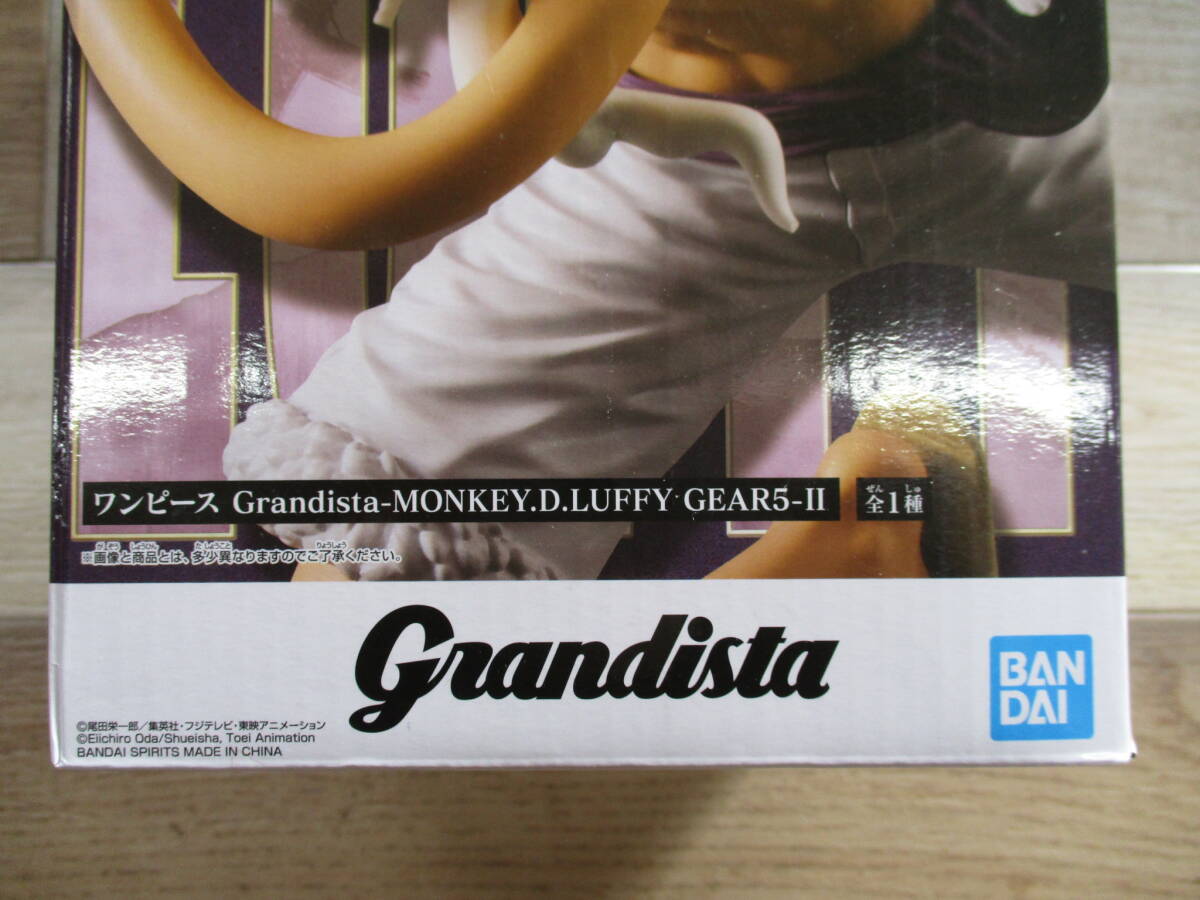 ワンピース Grandista-MONKEY.D.LUFFY GEAR5-II 全1種
※画像と商品とは、多少異なりますのでご了承ください。
Grandista
BAN
DAI
©尾田栄一郎／集英社・フジテレビ・東映アニメーション
©Eiichiro Oda/Shueisha, Toei Animation
BANDAI SPIRITS MADE IN CHINA